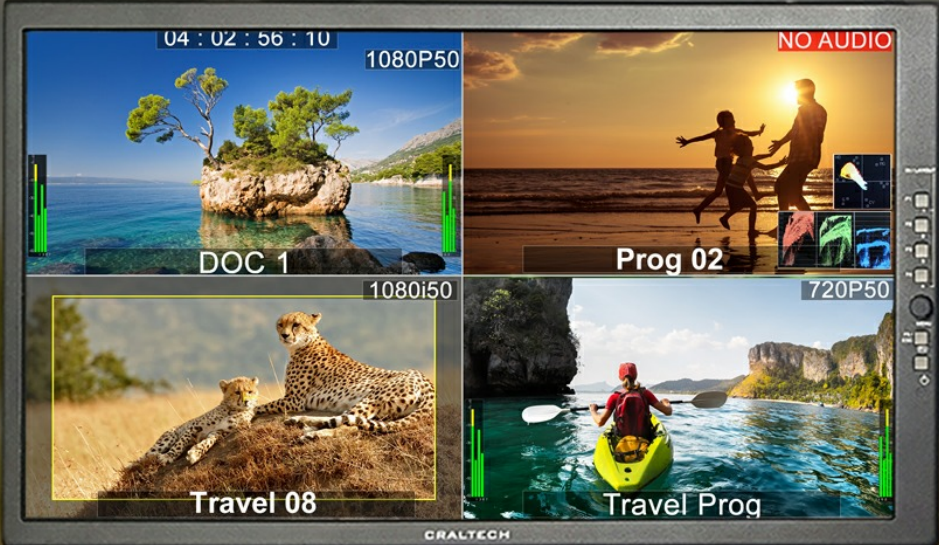 04 : 02 : 56 : 10
1080P50
DOC 1
NO AUDIO
Prog 02
1080i50
Travel 08
720P50
Travel Prog
CRALTECH